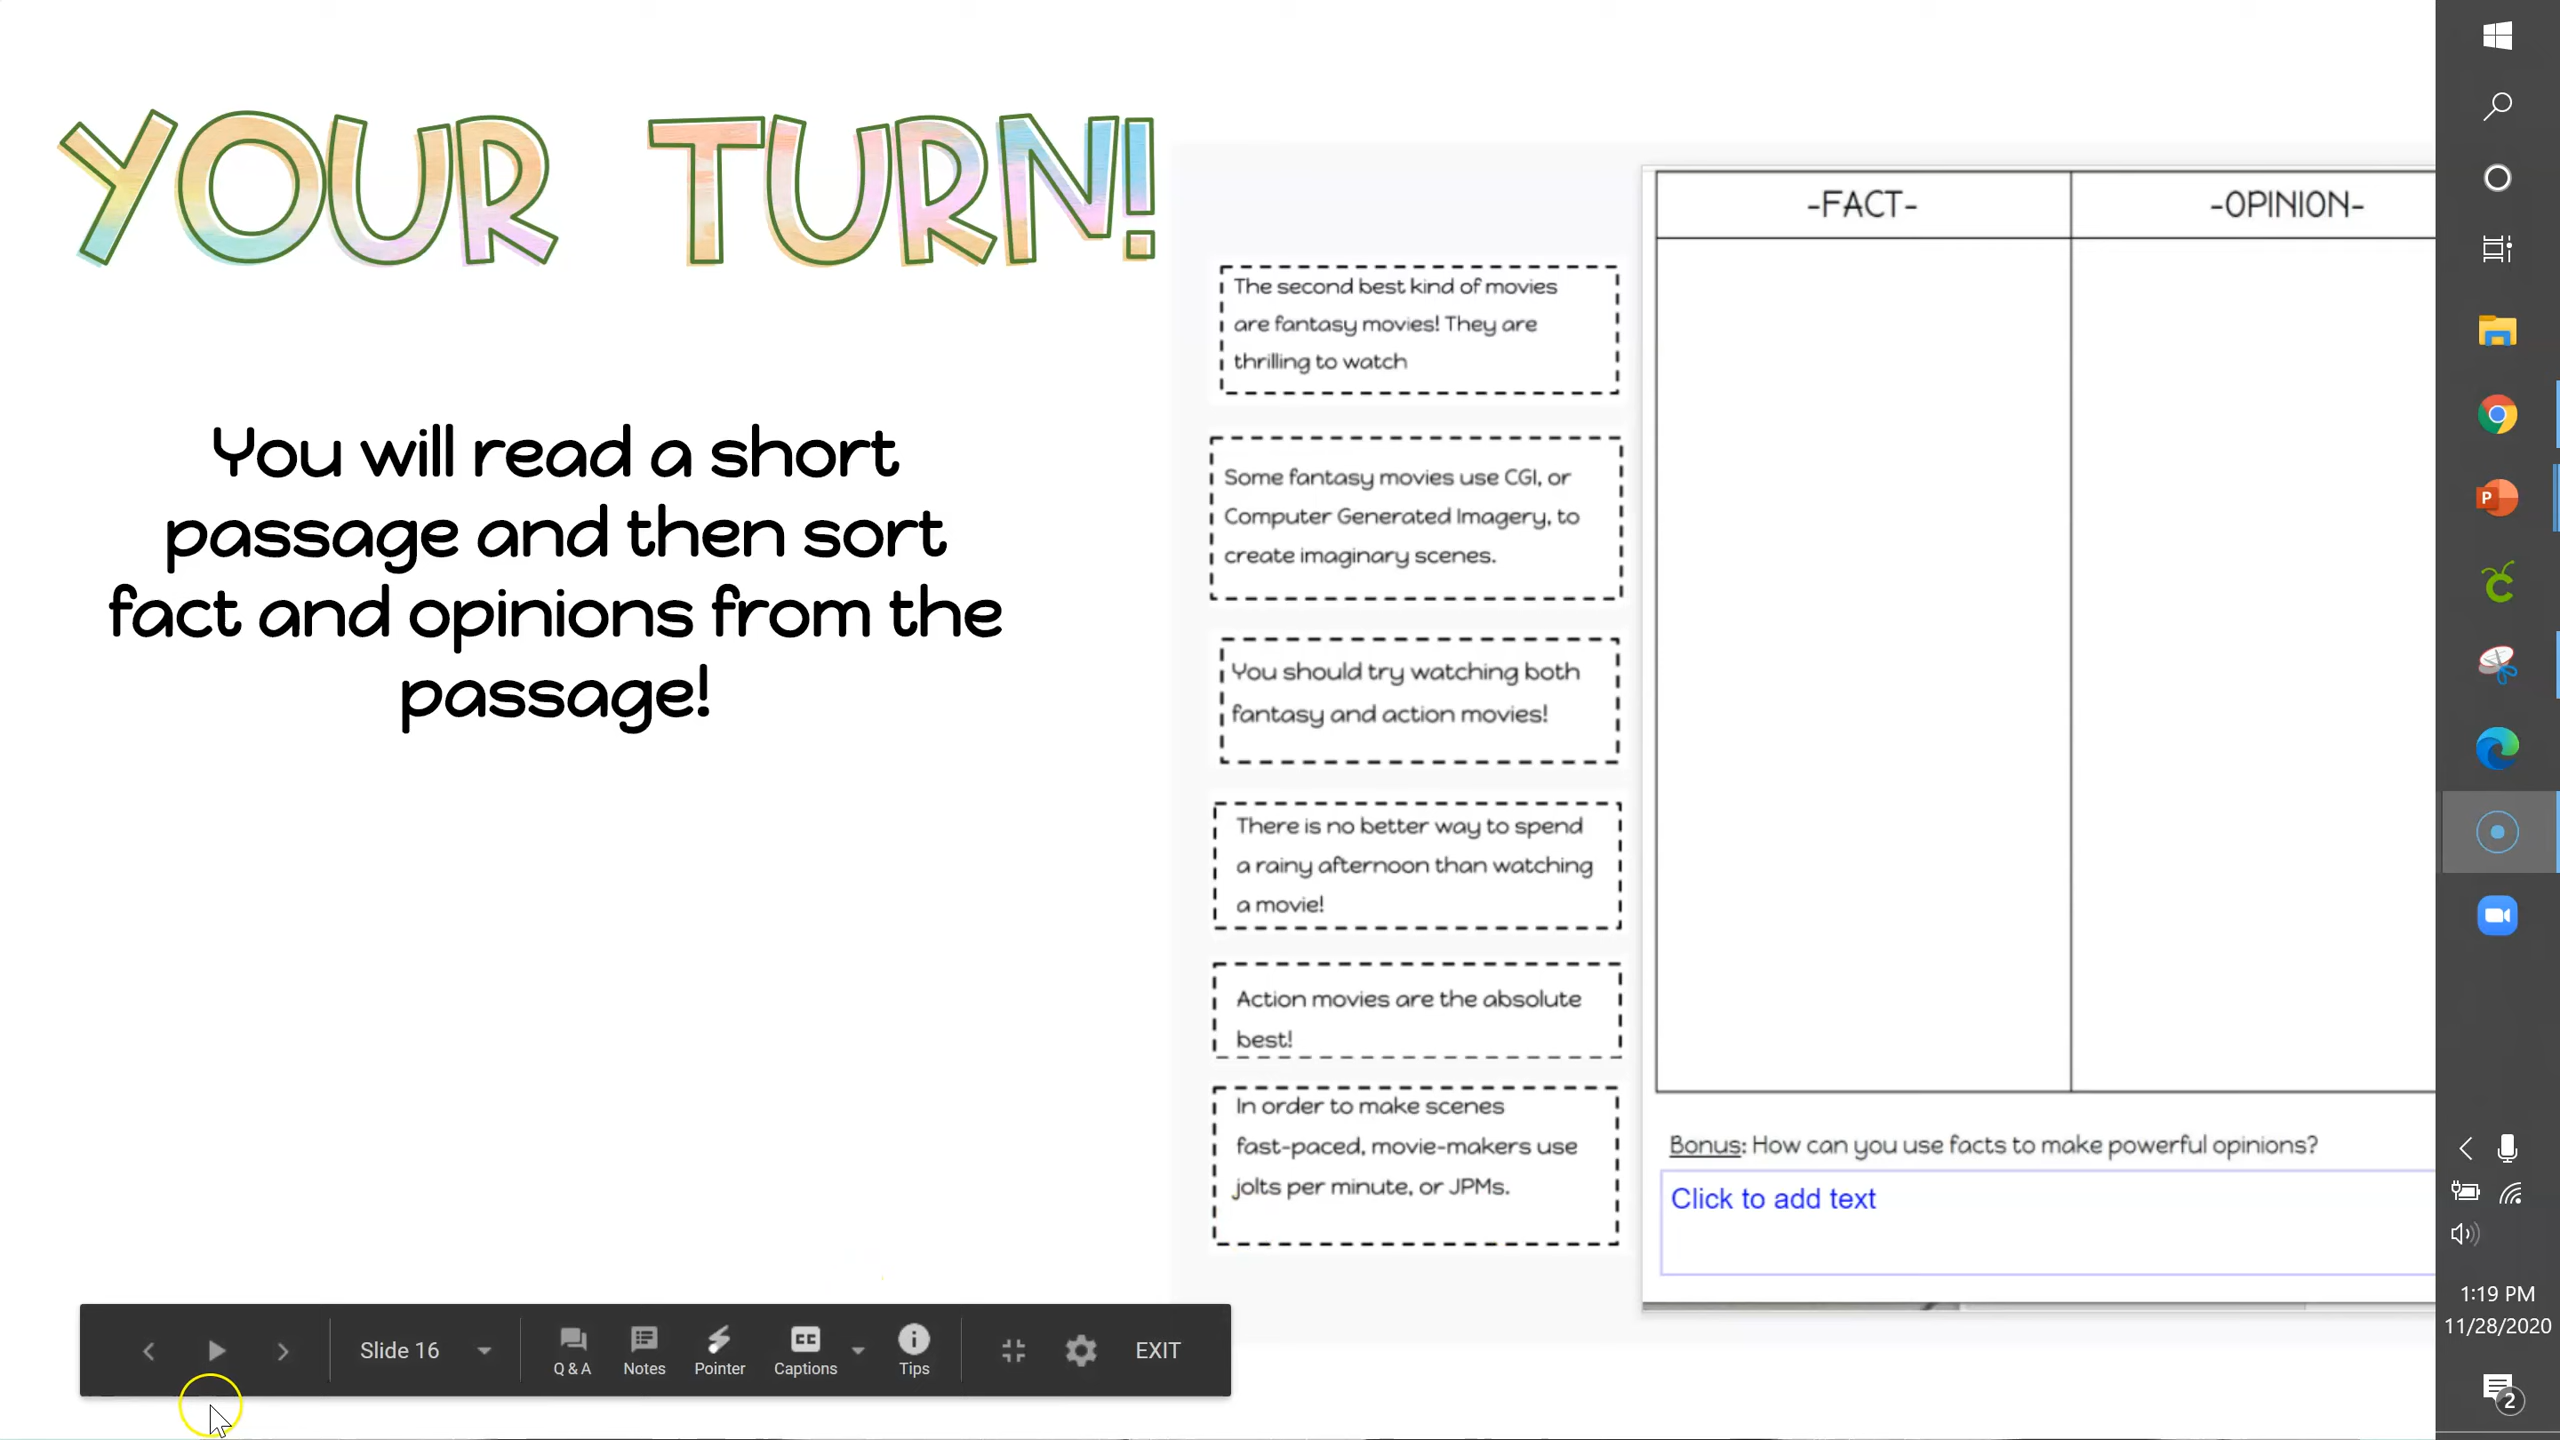 YOUR TURN!
You will read a short
passage and then sort
fact and opinions from the
passage!
The second best kind of movies
are fantasy movies! They are
thrilling to watch
Some fantasy movies use CGI, or
Computer Generated Imagery, to
create imaginary scenes.
You should try watching both
fantasy and action movies!
There is no better way to spend
a rainy afternoon than watching
a movie!
Action movies are the absolute
best!
In order to make scenes
fast-paced, movie-makers use
jolts per minute, or JPMs.
-FACT-
-OPINION-
Bonus: How can you use facts to make powerful opinions?
Click to add text
Slide 16
Q & A
Notes
Pointer
CC
Captions
Tips
EXIT
P
1:19 PM
11/28/2020
2